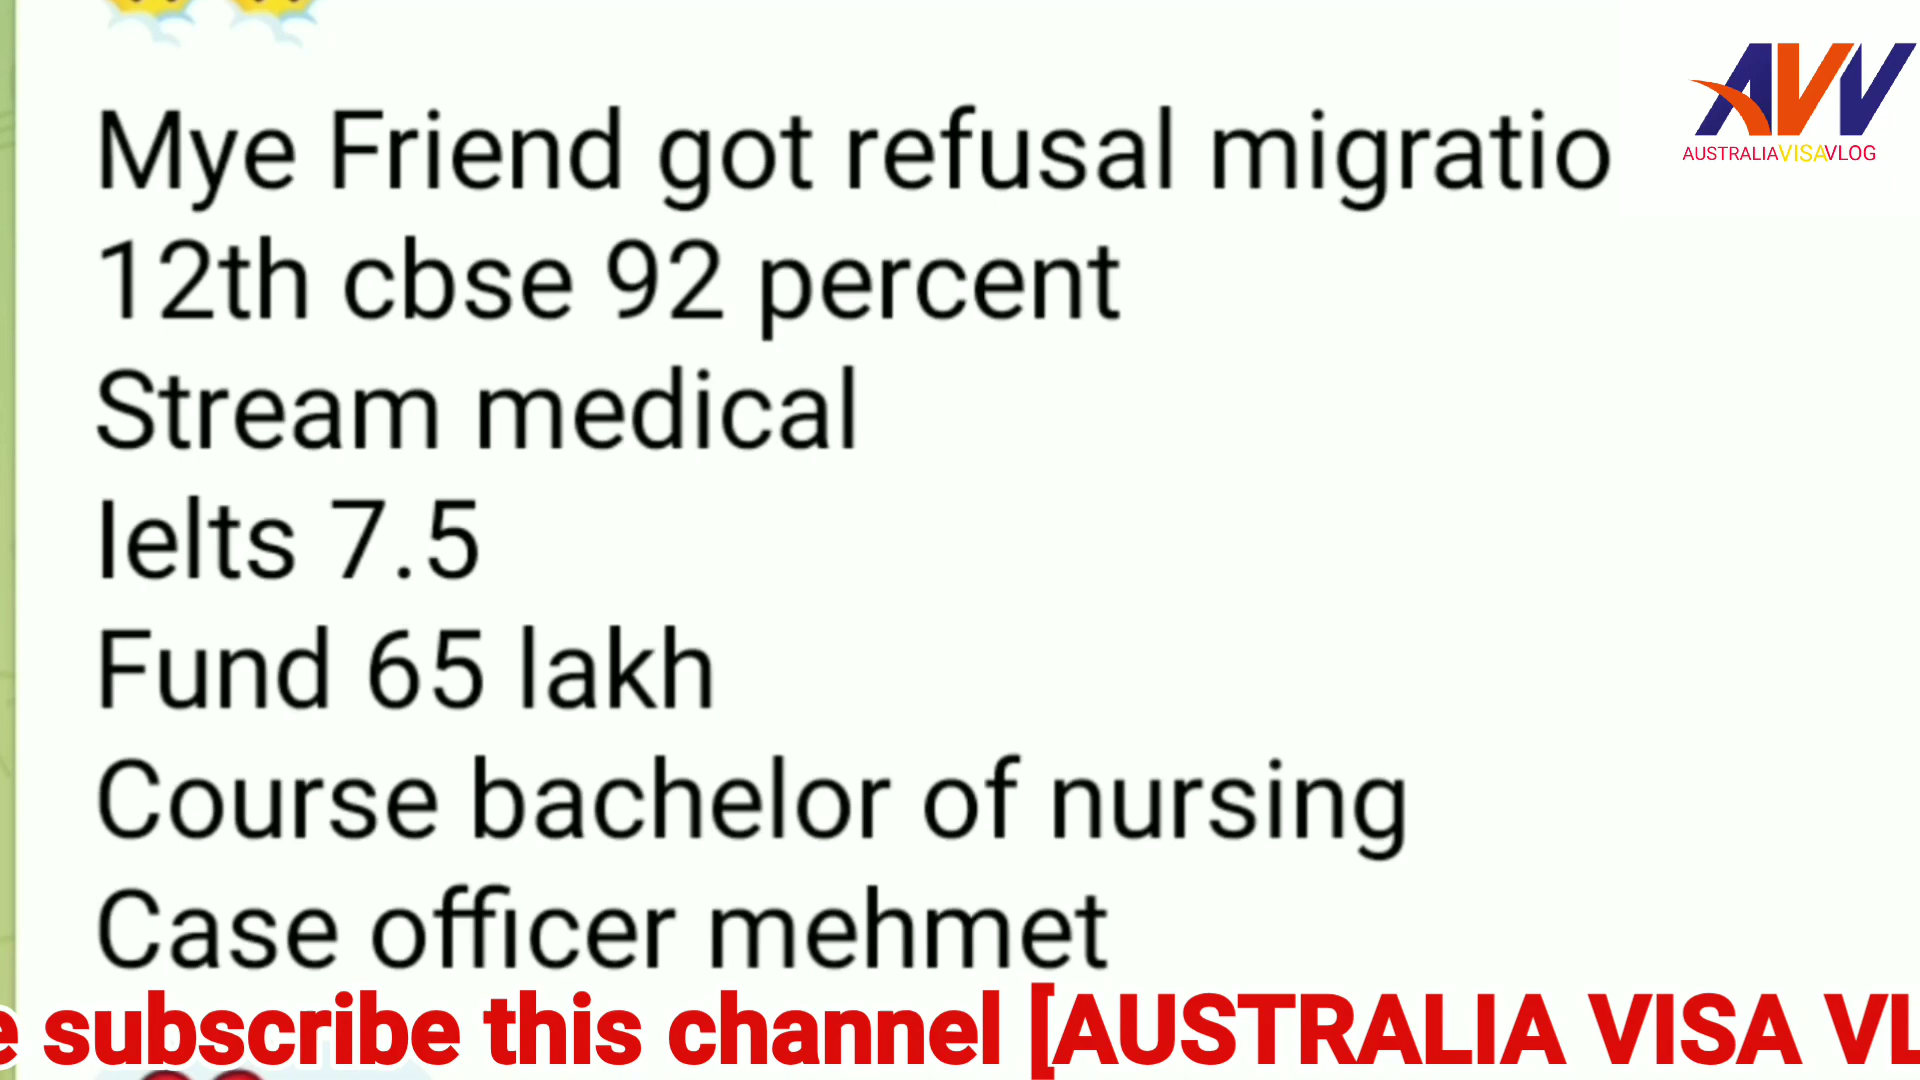 AVV
AUSTRALIAVISAVLOG
Mye Friend got refusal migratio
12th cbse 92 percent
Stream medical
Ielts 7.5
Fund 65 lakh
Course bachelor of nursing
Case officer mehmet
e subscribe this channel [AUSTRALIA VISA VL